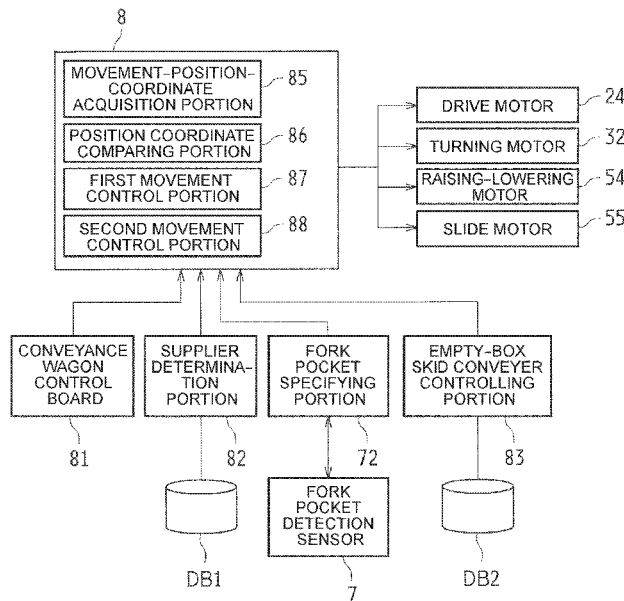 8
MOVEMENT-POSITION-
COORDINATE
ACQUISITION PORTION
85
POSITION COORDINATE
COMPARING PORTION
86
FIRST MOVEMENT
CONTROL PORTION
87
SECOND MOVEMENT
CONTROL PORTION
88
DRIVE MOTOR
24
TURNING MOTOR
32
RAISING-LOWERING
MOTOR
54
SLIDE MOTOR
55
CONVEYANCE
WAGON
CONTROL
BOARD
81
SUPPLIER
DETERMINA-
TION
PORTION
82
FORK
POCKET
SPECIFYING
PORTION
72
EMPTY-BOX
SKID CONVEYER
CONTROLLING
PORTION
83
DB1
FORK
POCKET
DETECTION
SENSOR
7
DB2